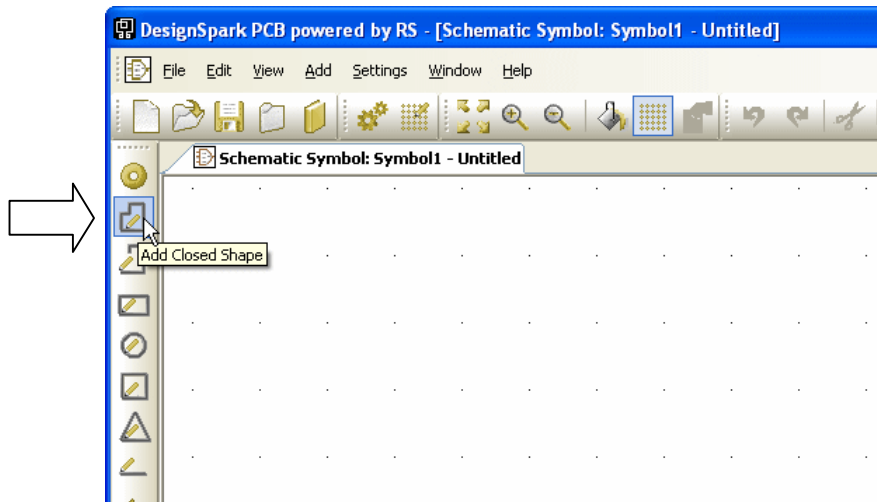 DesignSpark PCB powered by RS - [Schematic Symbol: Symbol1 - Untitled]
File Edit View Add Settings Window Help
Schematic Symbol: Symbol1 - Untitled
Add Closed Shape